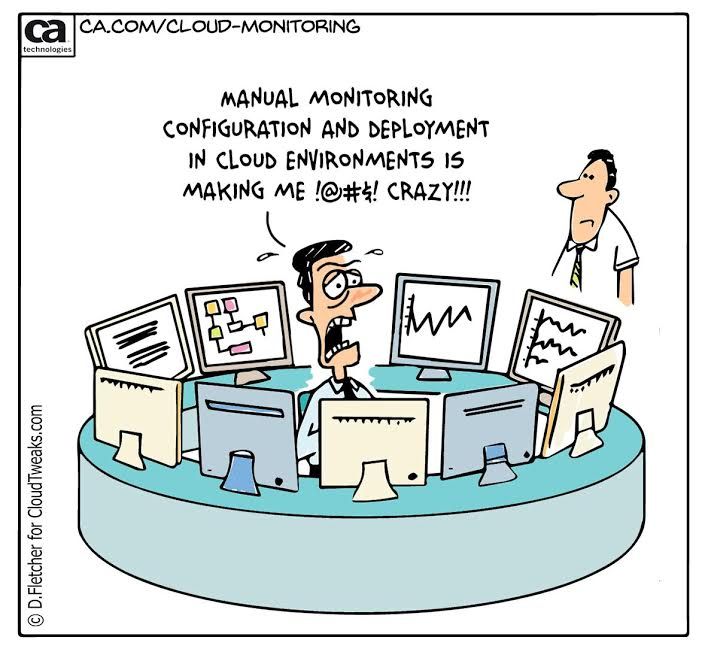 ca
technologies
CA.COM/CLOUD-MONITORING
MANUAL MONITORING
CONFIGURATION AND DEPLOYMENT
IN CLOUD ENVIRONMENTS IS
MAKING ME !@#$! CRAZY!!!
© D.Fletcher for CloudTweaks.com